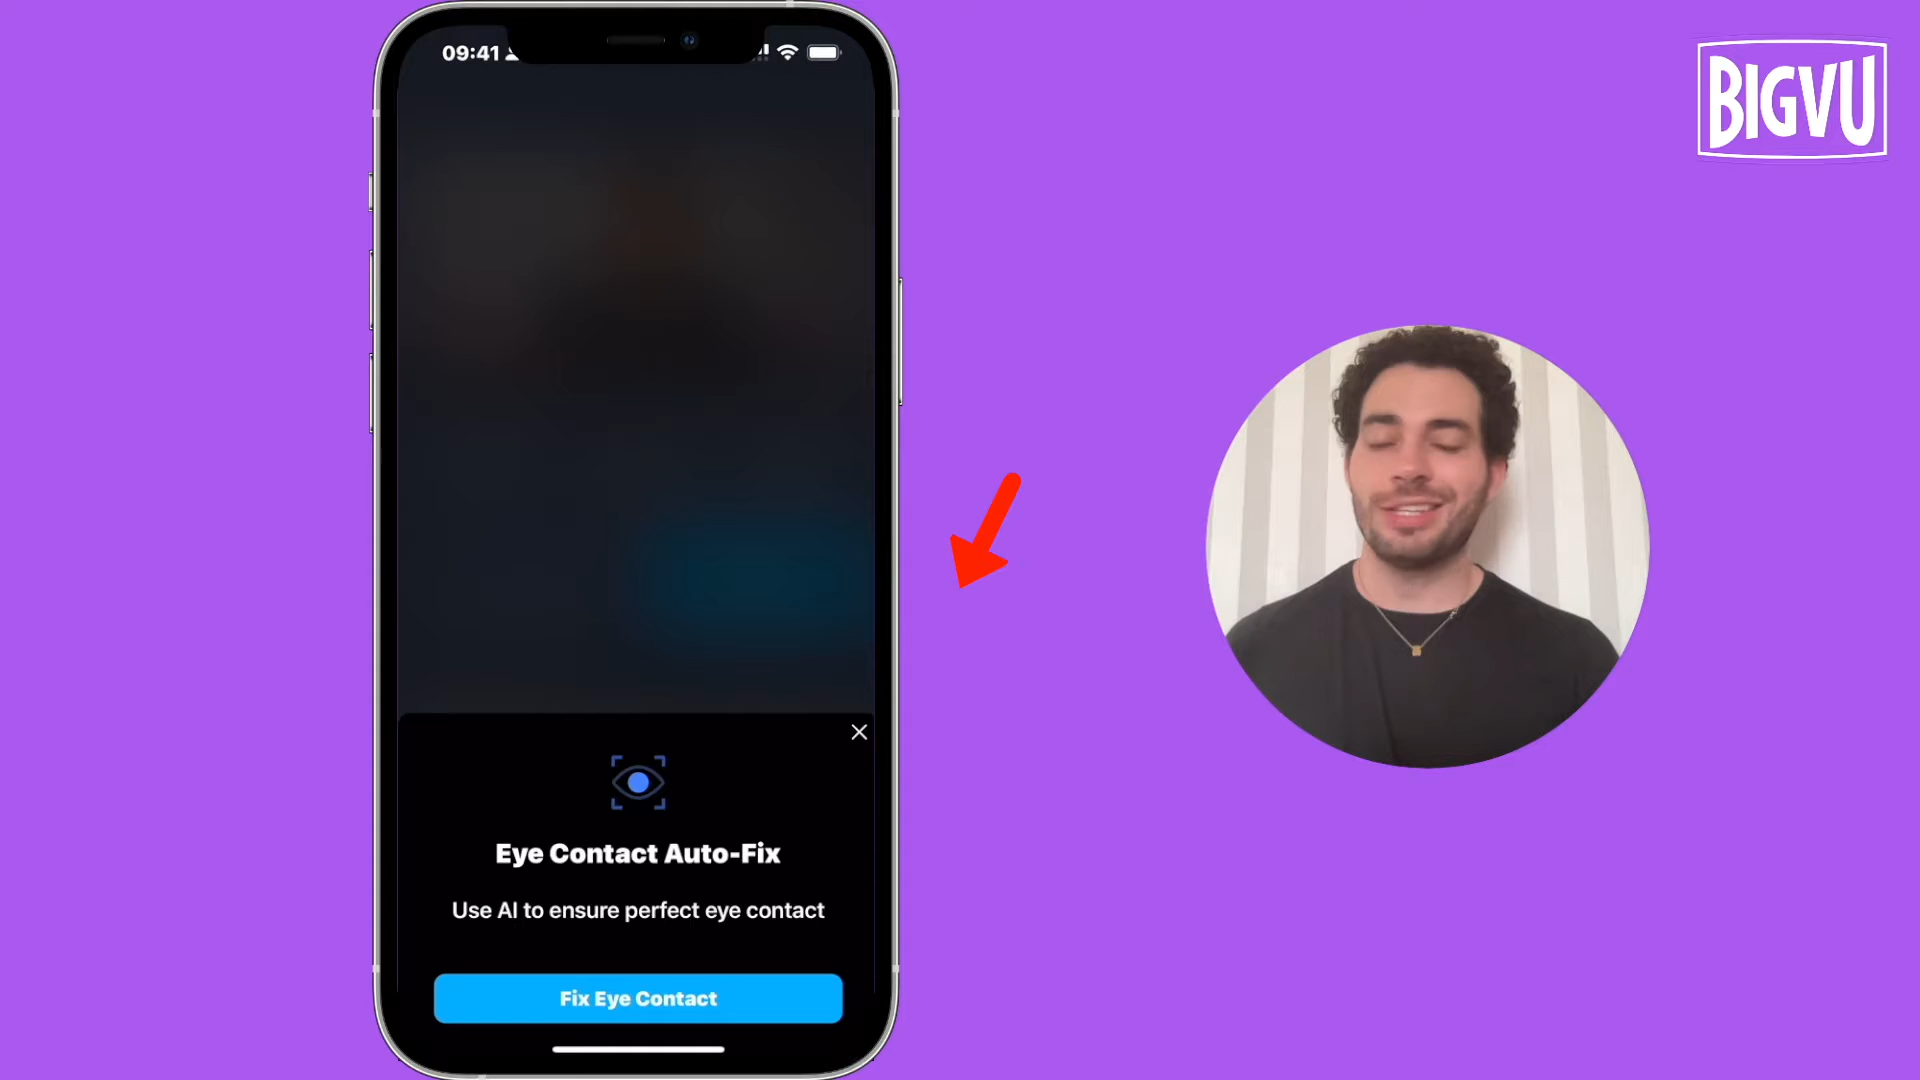 09:41
BIGVU
Eye Contact Auto-Fix
Use AI to ensure perfect eye contact
Fix Eye Contact